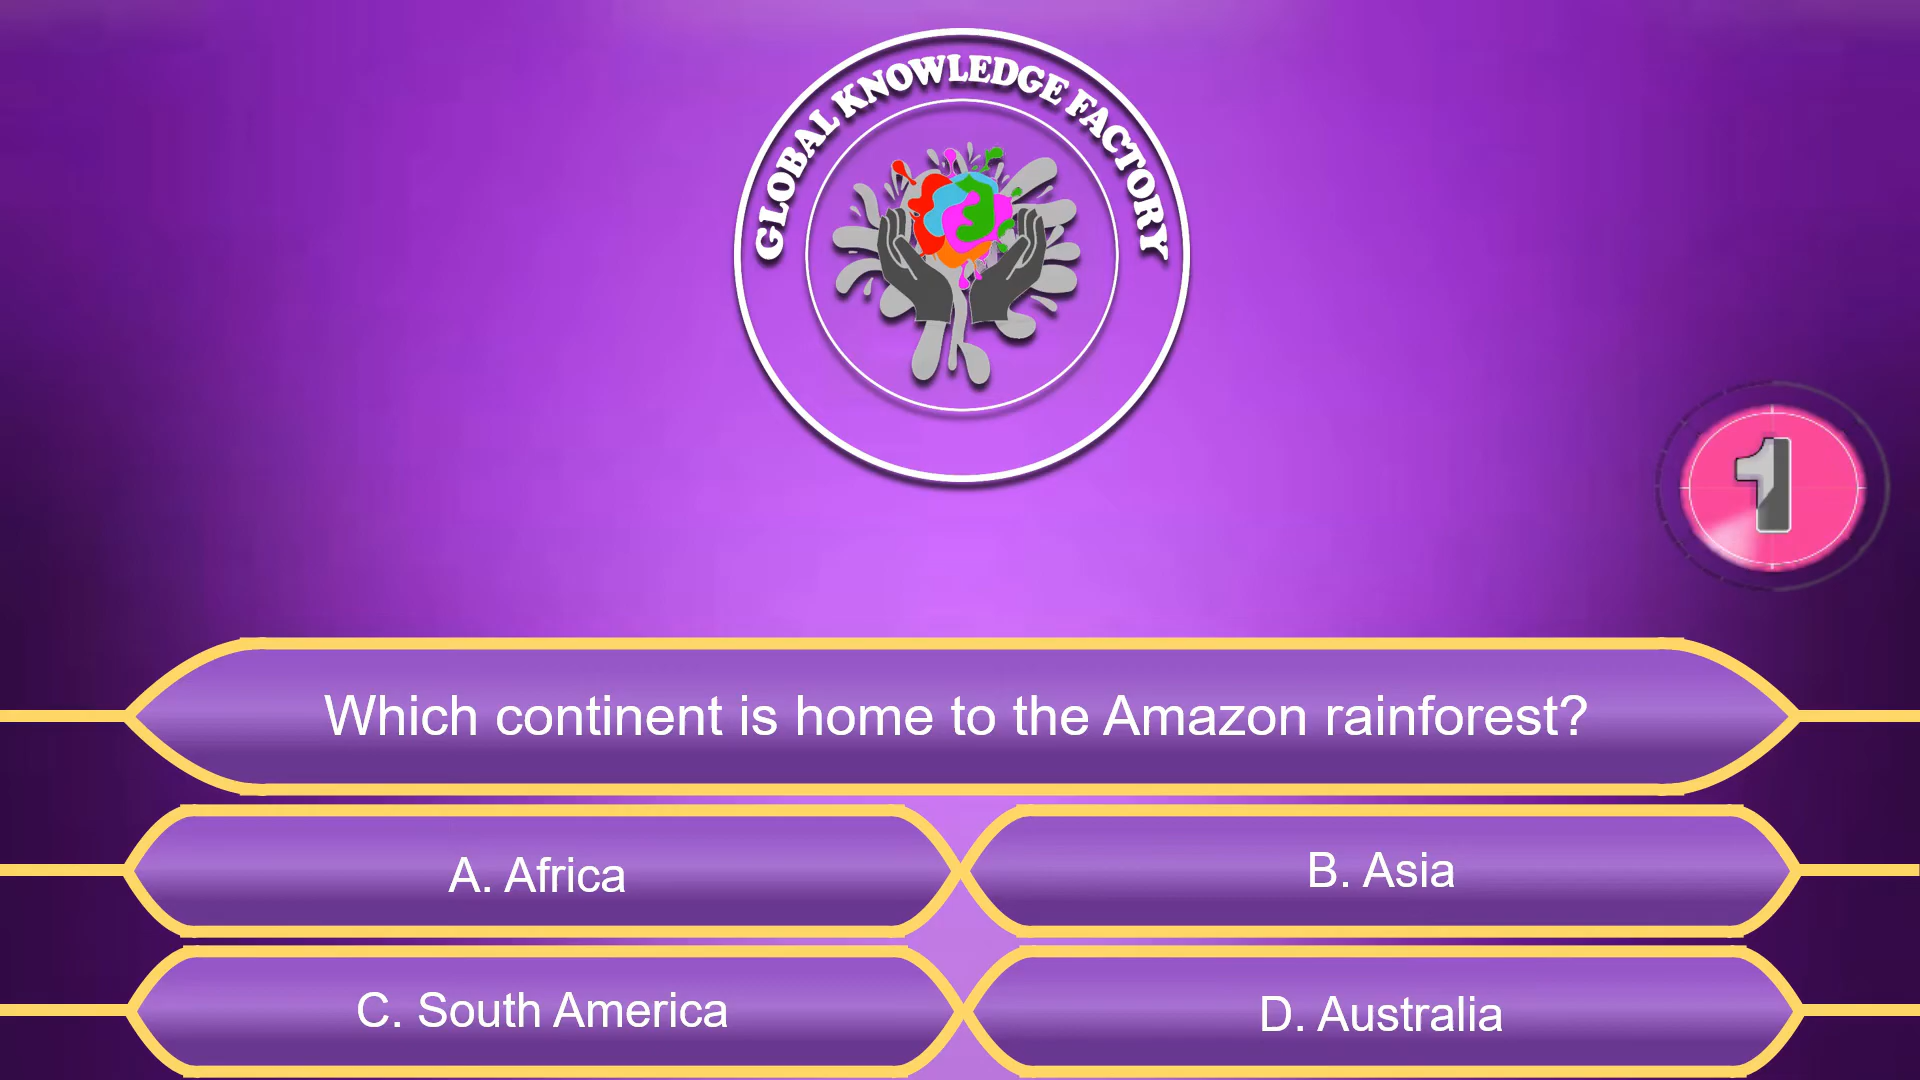 GLOBAL KNOWLEDGE FACTORY
1
Which continent is home to the Amazon rainforest?
A. Africa
B. Asia
C. South America
D. Australia